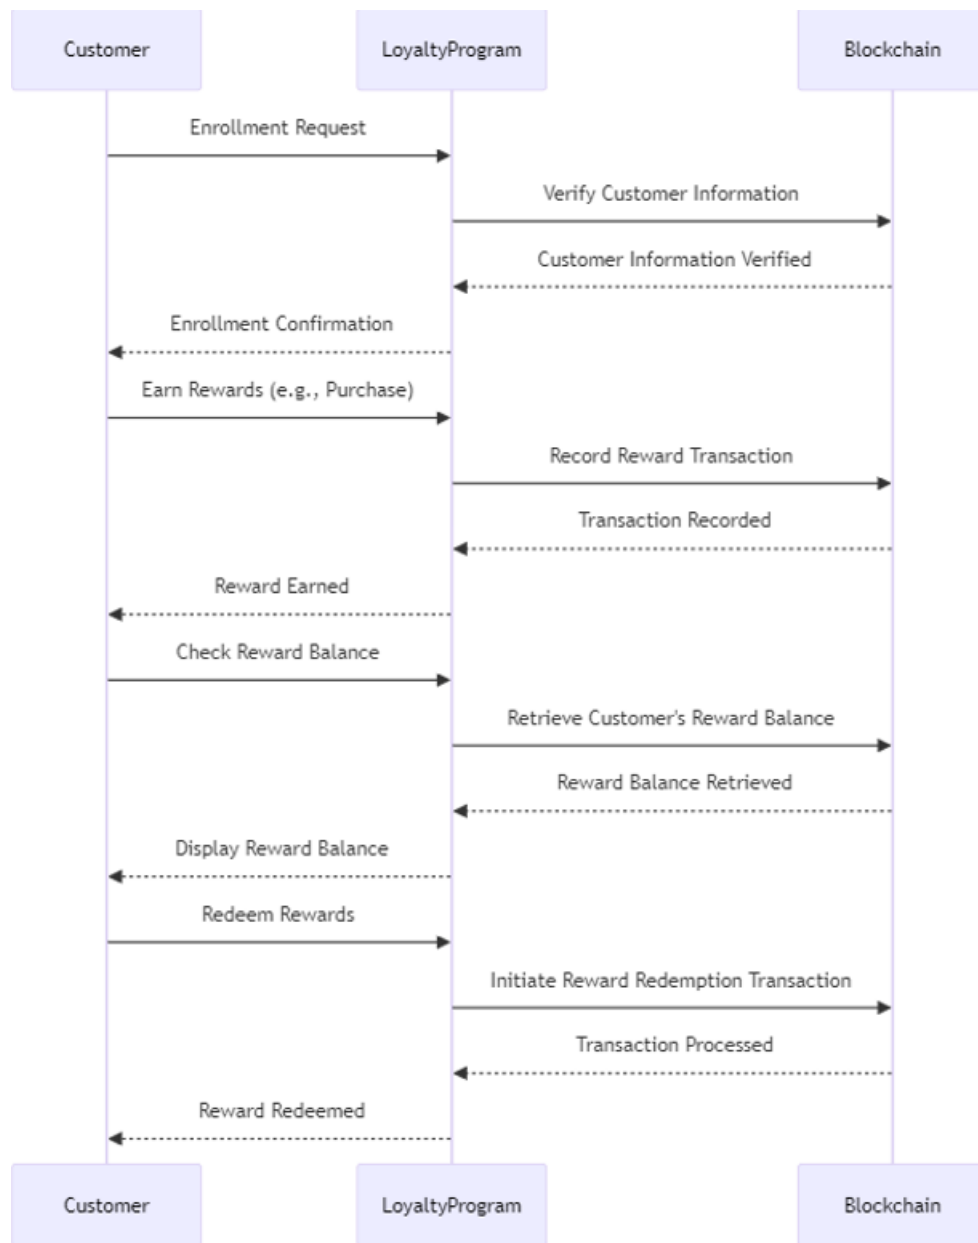 Customer LoyaltyProgram Blockchain
Enrollment Request
Verify Customer Information
Customer Information Verified
Enrollment Confirmation
Earn Rewards (e.g., Purchase)
Record Reward Transaction
Transaction Recorded
Reward Earned
Check Reward Balance
Retrieve Customer's Reward Balance
Reward Balance Retrieved
Display Reward Balance
Redeem Rewards
Initiate Reward Redemption Transaction
Transaction Processed
Reward Redeemed
Customer LoyaltyProgram Blockchain